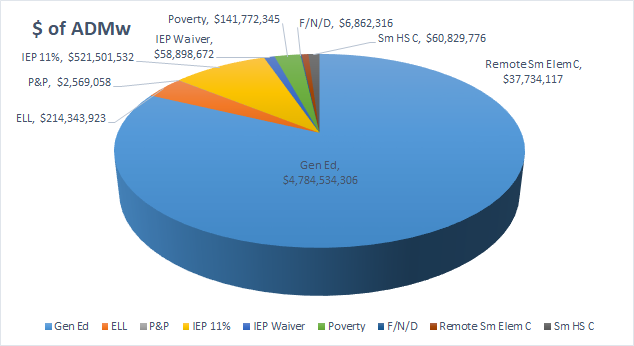 $ of ADMw
Poverty, $141,772,345
F/N/D, $6,862,316
IEP Waiver,
$58,898,672
Sm HS C, $60,829,776
IEP 11%, $521,501,532
Remote Sm Elem C,
$37,734,117
P&P, $2,569,058
ELL, $214,343,923
Gen Ed,
$4,784,534,306
Gen Ed ELL P&P IEP 11% IEP Waiver Poverty F/N/D Remote Sm Elem C Sm HS C